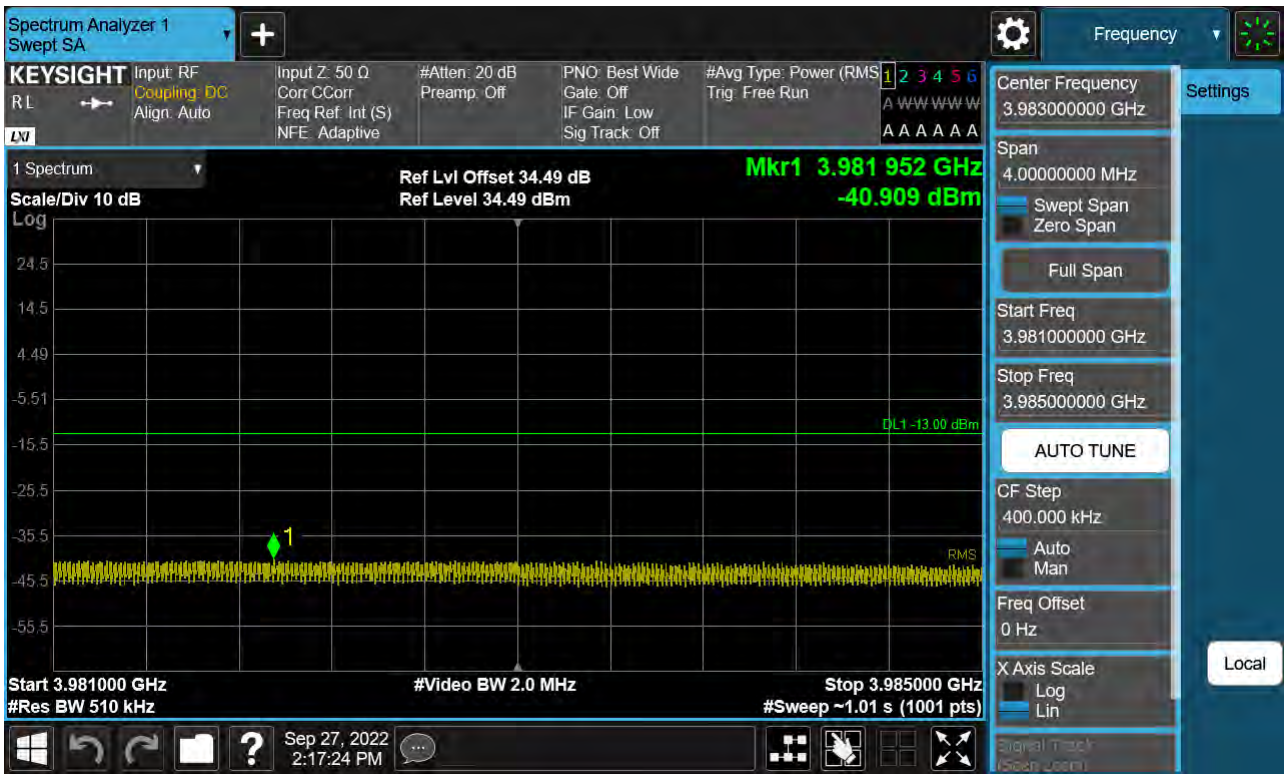 Spectrum Analyzer 1
Swept SA
+
Frequency
KEYSIGHT
RL
LXI
Input: RF
Coupling: DC
Align: Auto
Input Z: 50 Ω
Corr CCorr
Freq Ref: Int (S)
NFE: Adaptive
#Atten: 20 dB
Preamp: Off
PNO: Best Wide
Gate: Off
IF Gain: Low
Sig Track: Off
#Avg Type: Power (RMS
Trig: Free Run
1 2 3 4 5 6
A W W W W W
A A A A A A
1 Spectrum
Scale/Div 10 dB
Log
Ref Lvl Offset 34.49 dB
Ref Level 34.49 dBm
Mkr1 3.981 952 GHz
-40.909 dBm
24.5
14.5
4.49
-5.51
DL1 -13.00 dBm
-15.5
-25.5
-35.5
1
RMS
-45.5
-55.5
Start 3.981000 GHz
#Res BW 510 kHz
#Video BW 2.0 MHz
Stop 3.985000 GHz
#Sweep ~1.01 s (1001 pts)
Center Frequency
3.983000000 GHz
Span
4.00000000 MHz
Swept Span
Zero Span
Full Span
Start Freq
3.981000000 GHz
Stop Freq
3.985000000 GHz
AUTO TUNE
CF Step
400.000 kHz
Auto
Man
Freq Offset
0 Hz
X Axis Scale
Log
Lin
Signal Track
(Span Zoom)
Settings
Local
?
Sep 27, 2022
2:17:24 PM